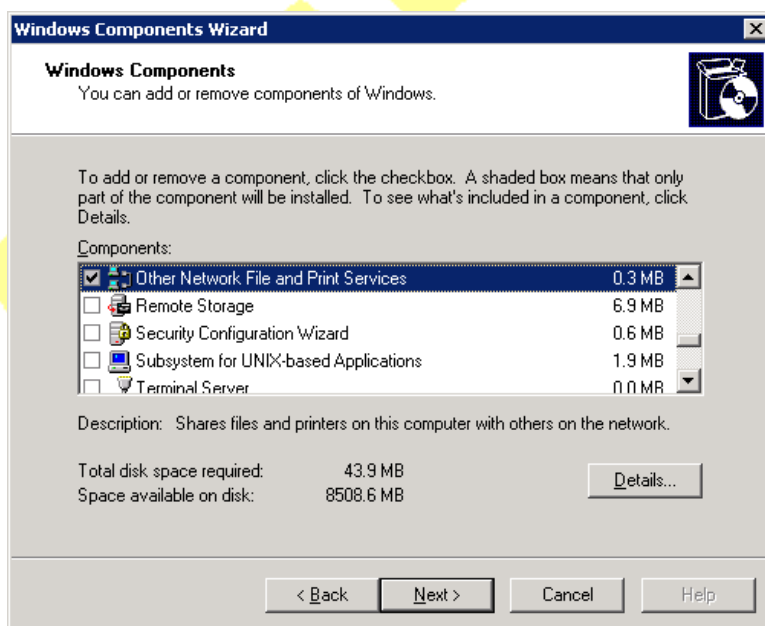 Windows Components Wizard
Windows Components
You can add or remove components of Windows.
To add or remove a component, click the checkbox. A shaded box means that only
part of the component will be installed. To see what's included in a component, click
Details.
Components:
Other Network File and Print Services 0.3 MB
Remote Storage 6.9 MB
Security Configuration Wizard 0.6 MB
Subsystem for UNIX-based Applications 1.9 MB
Terminal Server 0.0 MB
Description: Shares files and printers on this computer with others on the network.
Total disk space required: 43.9 MB
Space available on disk: 8508.6 MB
Details...
< Back Next > Cancel Help